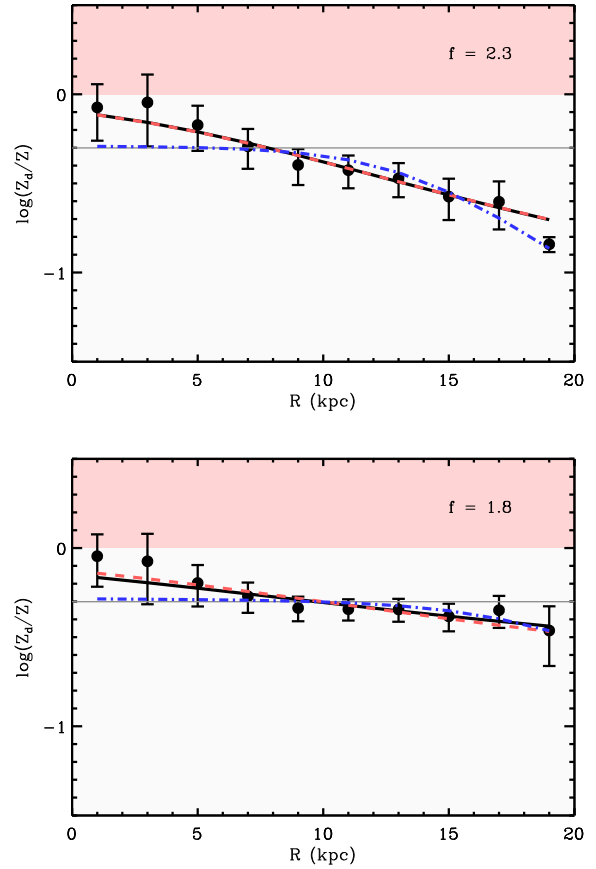 f = 2.3
0
−1
log(Z_d/Z)
0 5 10 15 20
R (kpc)
f = 1.8
0
−1
log(Z_d/Z)
0 5 10 15 20
R (kpc)